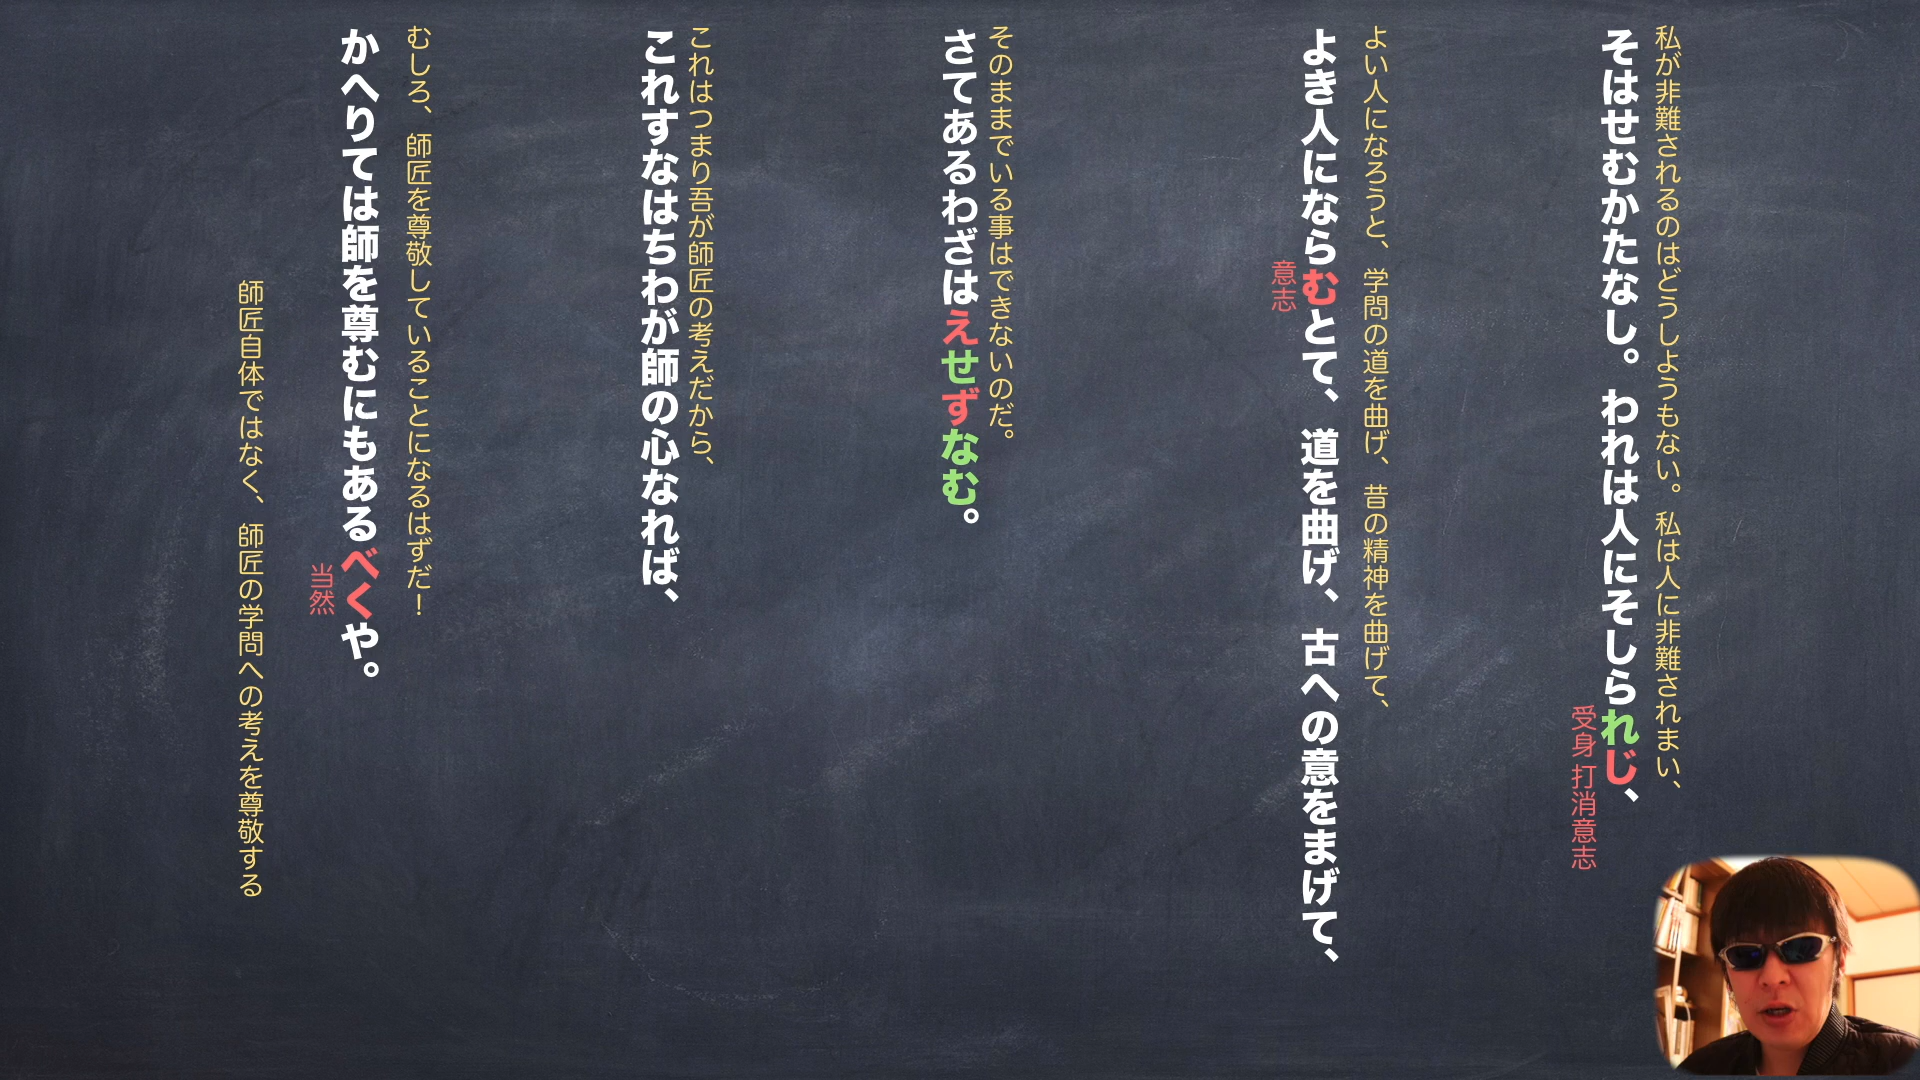 私が非難されるのはどうしようもない。私は人に非難されまい、
そはせむかたなし。われは人にそしられじ、
受身 打消意志
よい人になろうと、学問の道を曲げ、昔の精神を曲げて、
よき人にならむとて、道を曲げ、古への意をまげて、
意志
そのままでいる事はできないのだ。
さてあるわざはえせずなむ。
これはつまり吾が師匠の考えだから、
これすなはちわが師の心なれば、
むしろ、師匠を尊敬していることになるはずだ！
かへりては師を尊むにもあるべくや。
当然
師匠自体ではなく、師匠の学問への考えを尊敬する